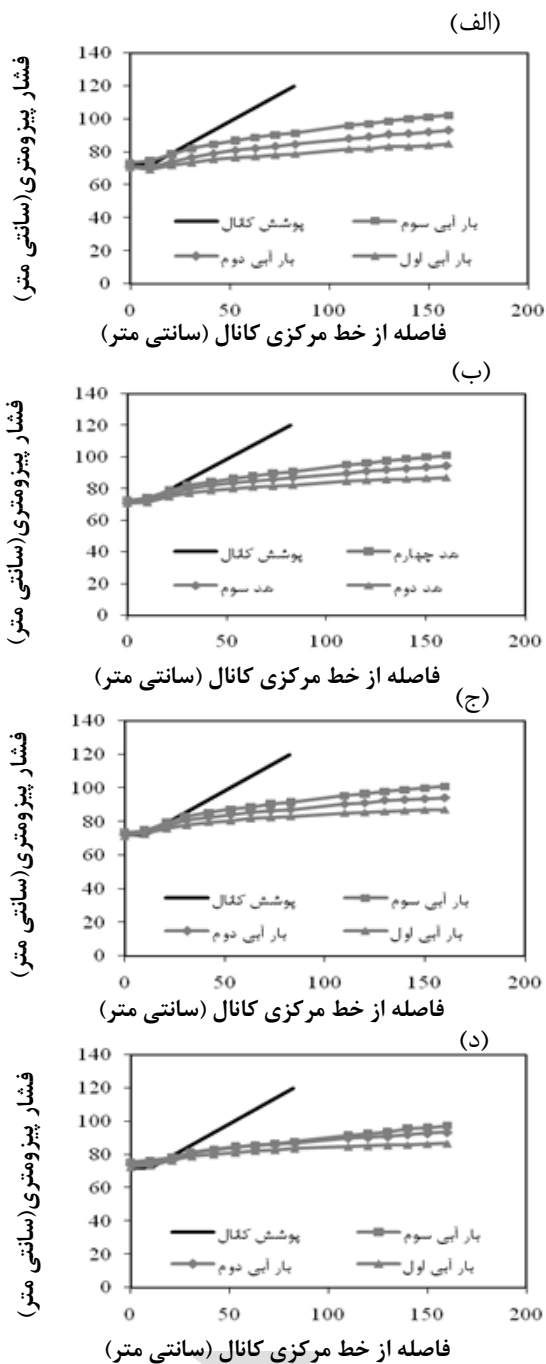 (الف)
فشار پیزومتری(سانتی متر)
140
120
100
80
60
40
20
0
پوشش کانال
بار آبی سوم
بار آبی دوم
بار آبی اول
0 50 100 150 200
فاصله از خط مرکزی کانال (سانتی متر)
(ب)
فشار پیزومتری(سانتی متر)
140
120
100
80
60
40
20
0
پوشش کانال
هد چهارم
هد سوم
هد دوم
0 50 100 150 200
فاصله از خط مرکزی کانال (سانتی متر)
(ج)
فشار پیزومتری(سانتی متر)
140
120
100
80
60
40
20
0
پوشش کانال
بار آبی سوم
بار آبی دوم
بار آبی اول
0 50 100 150 200
فاصله از خط مرکزی کانال (سانتی متر)
(د)
فشار پیزومتری(سانتی متر)
140
120
100
80
60
40
20
0
پوشش کانال
بار آبی سوم
بار آبی دوم
بار آبی اول
0 50 100 150 200
فاصله از خط مرکزی کانال (سانتی متر)